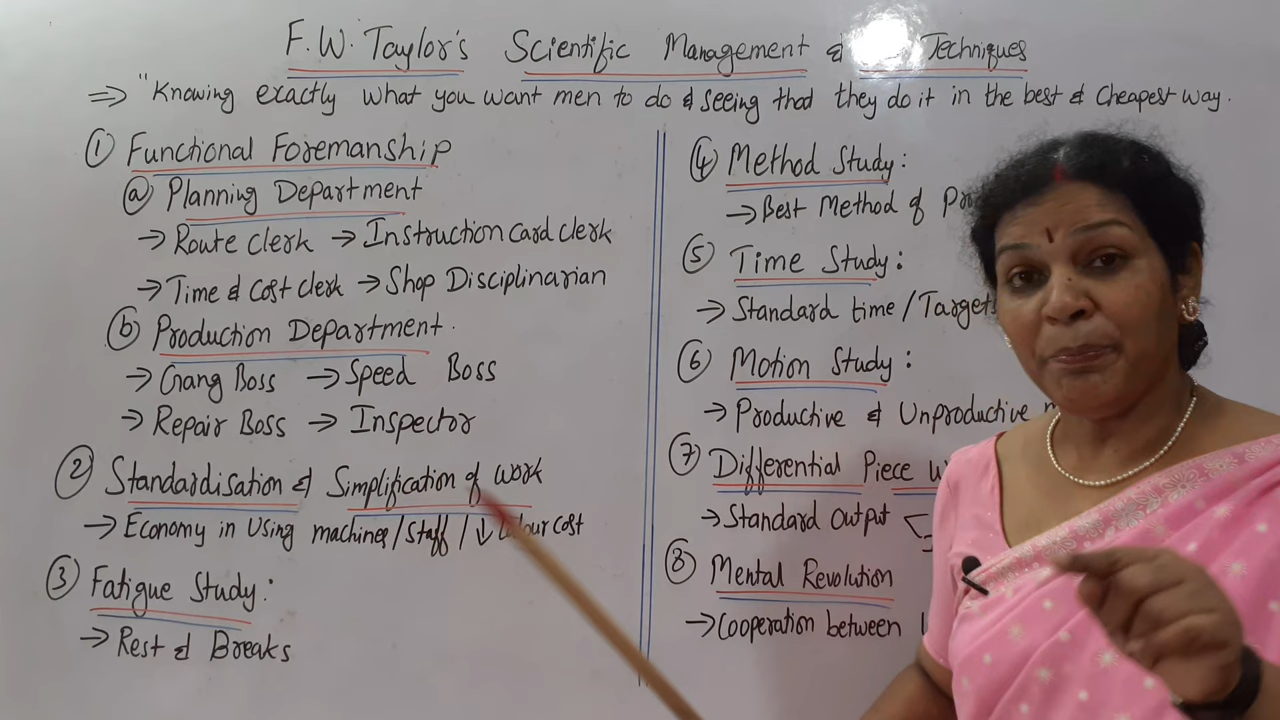 F.W. Taylor's Scientific Management & Techniques
⇒ "Knowing exactly what you want men to do & seeing that they do it in the best & cheapest way.
① Functional Foremanship
ⓐ Planning Department
→ Route clerk → Instruction card clerk
→ Time & cost clerk → Shop Disciplinarian
ⓑ Production Department.
→ Gang Boss → Speed Boss
→ Repair Boss → Inspector
② Standardisation & Simplification of work
→ Economy in Using machines/Staff/↓ cost
③ Fatigue Study:
→ Rest & Breaks
④ Method Study:
→ Best Method of
⑤ Time Study:
→ Standard time/Targets
⑥ Motion Study:
→ Productive & Unproductive
⑦ Differential Piece
→ Standard Output
⑧ Mental Revolution
→ Cooperation between